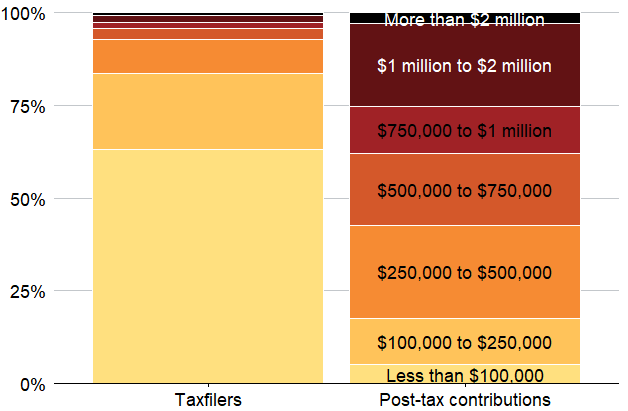 100%
More than $2 million
$1 million to $2 million
75%
$750,000 to $1 million
$500,000 to $750,000
50%
$250,000 to $500,000
25%
$100,000 to $250,000
Less than $100,000
0%
Taxfilers
Post-tax contributions